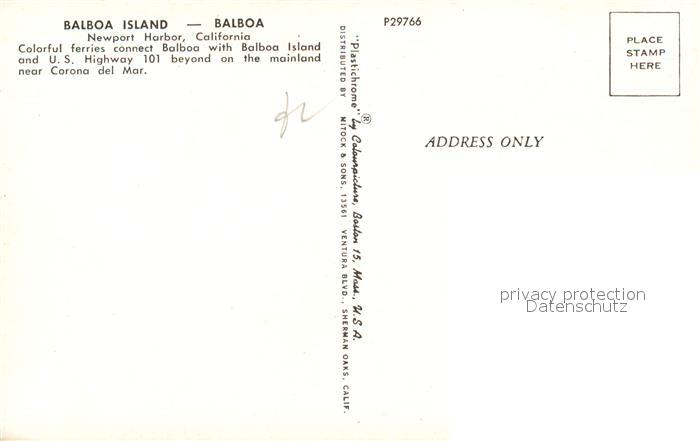 BALBOA ISLAND — BALBOA
Newport Harbor, California
Colorful ferries connect Balboa with Balboa Island
and U. S. Highway 101 beyond on the mainland
near Corona del Mar.
P29766
PLACE
STAMP
HERE
ADDRESS ONLY
"Plastichrome"® by Colourpicture, Boston 15, Mass., U.S.A.
DISTRIBUTED BY MITOCK & SONS, 13561 VENTURA BLVD., SHERMAN OAKS, CALIF.
privacy protection
Datenschutz